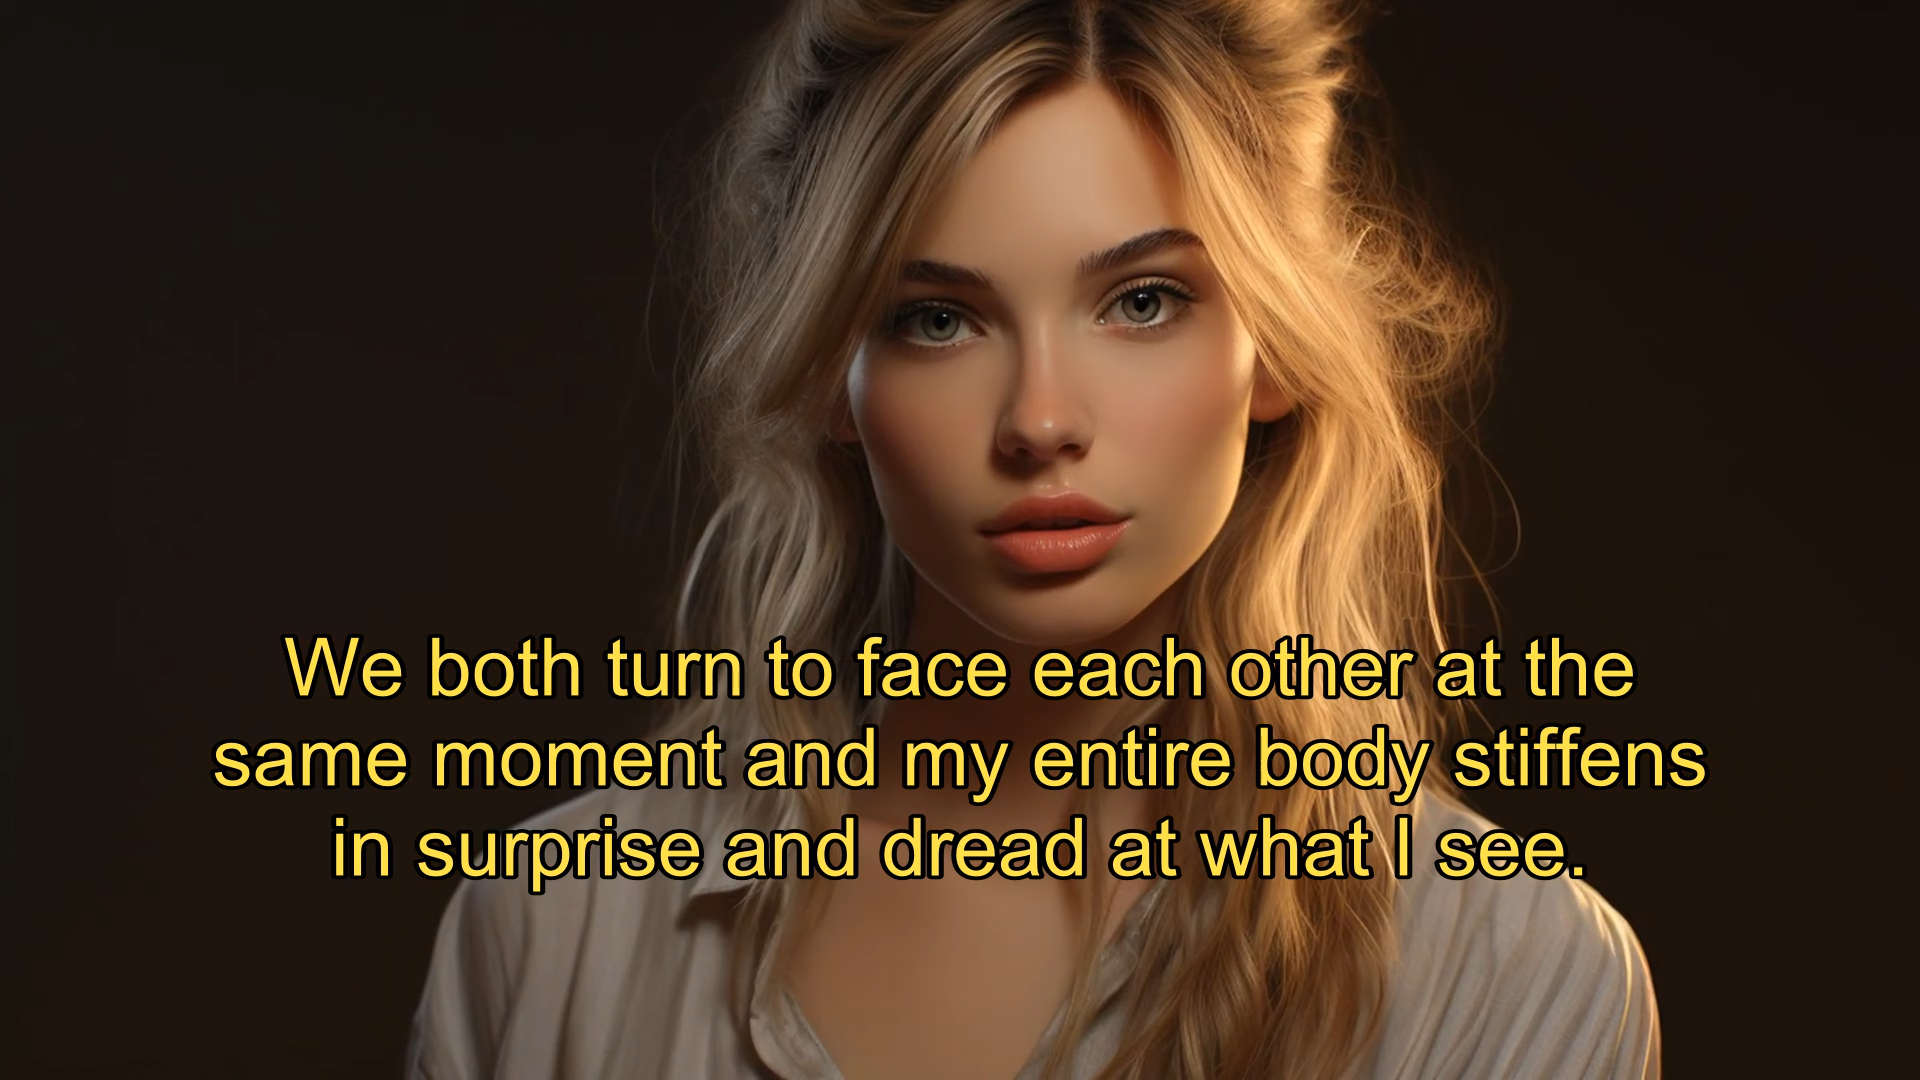 We both turn to face each other at the
same moment and my entire body stiffens
in surprise and dread at what I see.